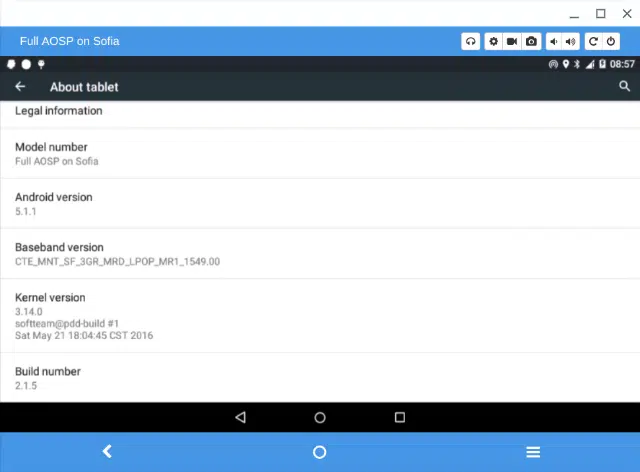 Full AOSP on Sofia
08:57
About tablet
Legal information
Model number
Full AOSP on Sofia
Android version
5.1.1
Baseband version
CTE_MNT_SF_3GR_MRD_LPOP_MR1_1549.00
Kernel version
3.14.0
softteam@pdd-build #1
Sat May 21 18:04:45 CST 2016
Build number
2.1.5